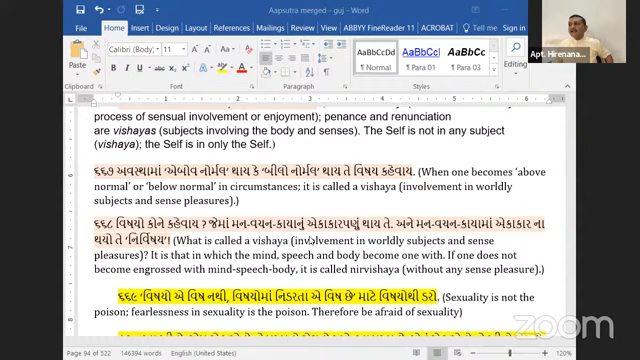 Aapsutra merged - guj - Word
File
Home
Insert
Draw
Design
Layout
References
Mailings
Review
View
Help
ABBYY FineReader 11
ACROBAT
Tell me
Share
Calibri (Body)
11
Paste
Clipboard
Font
Paragraph
AaBbCcDc
AaBbCcI
AaBbCcI
¶ Normal
¶ Para 01
¶ Para 03
Styles
Editing
Apt. Hirenana...
process of sensual involvement or enjoyment); penance and renunciation
are vishayas (subjects involving the body and senses). The Self is not in any subject
(vishaya); the Self is in only the Self.)
૬૬૭ અવસ્થામાં 'એબોવ નોર્મલ' થાય કે 'બીલો નોર્મલ' થાય તે વિષય કહેવાય. (When one becomes 'above
normal' or 'below normal' in circumstances; it is called a vishaya (involvement in worldly
subjects and sense pleasures).
૬૬૮ વિષયો કોને કહેવાય ? જેમાં મન-વચન-કાયાનું એકાકારપણું થાય તે. અને મન-વચન-કાયામાં એકાકાર ના
થયો તે 'નિર્વિષય'! (What is called a vishaya (involvement in worldly subjects and sense
pleasures)? It is that in which the mind, speech and body become one with. If one does not
become engrossed with mind-speech-body, it is called nirvishaya (without any sense pleasure).)
૬૬૯ 'વિષયો એ વિષ નથી, વિષયોમાં નિડરતા એ વિષ છે' માટે વિષયોથી ડરો. (Sexuality is not the
poison; fearlessness in sexuality is the poison. Therefore be afraid of sexuality)
zoom
Page 94 of 522
146394 words
English (United States)
120%